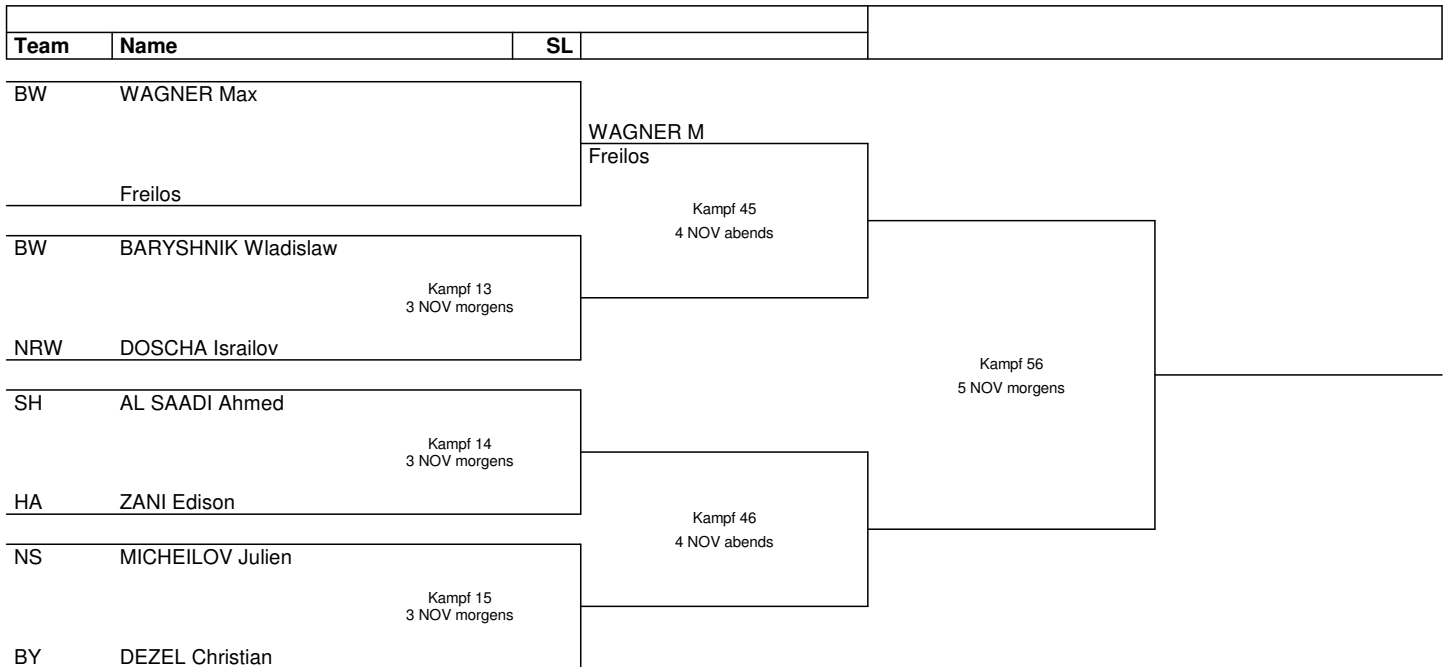 Team Name SL
BW WAGNER Max
WAGNER M
Freilos
Freilos
Kampf 45
4 NOV abends
BW BARYSHNIK Wladislaw
Kampf 13
3 NOV morgens
NRW DOSCHA Israilov
Kampf 56
5 NOV morgens
SH AL SAADI Ahmed
Kampf 14
3 NOV morgens
HA ZANI Edison
Kampf 46
4 NOV abends
NS MICHEILOV Julien
Kampf 15
3 NOV morgens
BY DEZEL Christian